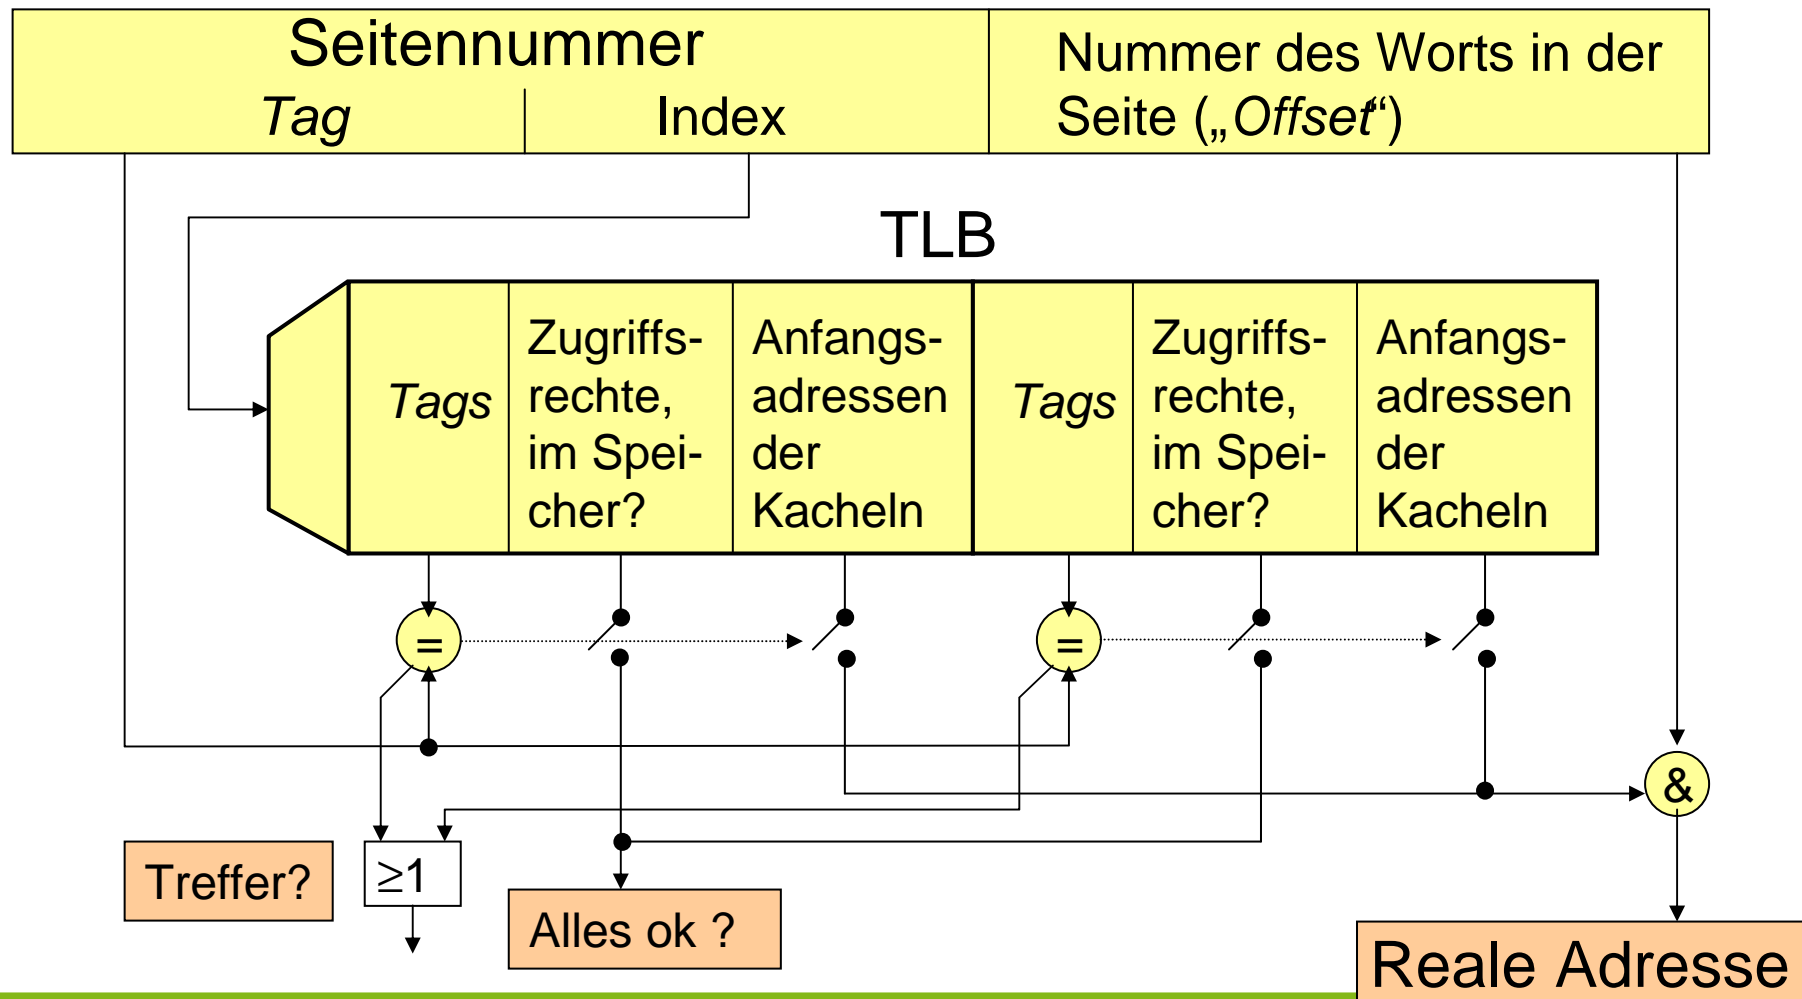 Seitennummer
Tag
Index
Nummer des Worts in der
Seite („Offset“)
TLB
Tags
Zugriffs-
rechte,
im Spei-
cher?
Anfangs-
adressen
der
Kacheln
Tags
Zugriffs-
rechte,
im Spei-
cher?
Anfangs-
adressen
der
Kacheln
=
=
&
Treffer?
≥1
Alles ok ?
Reale Adresse